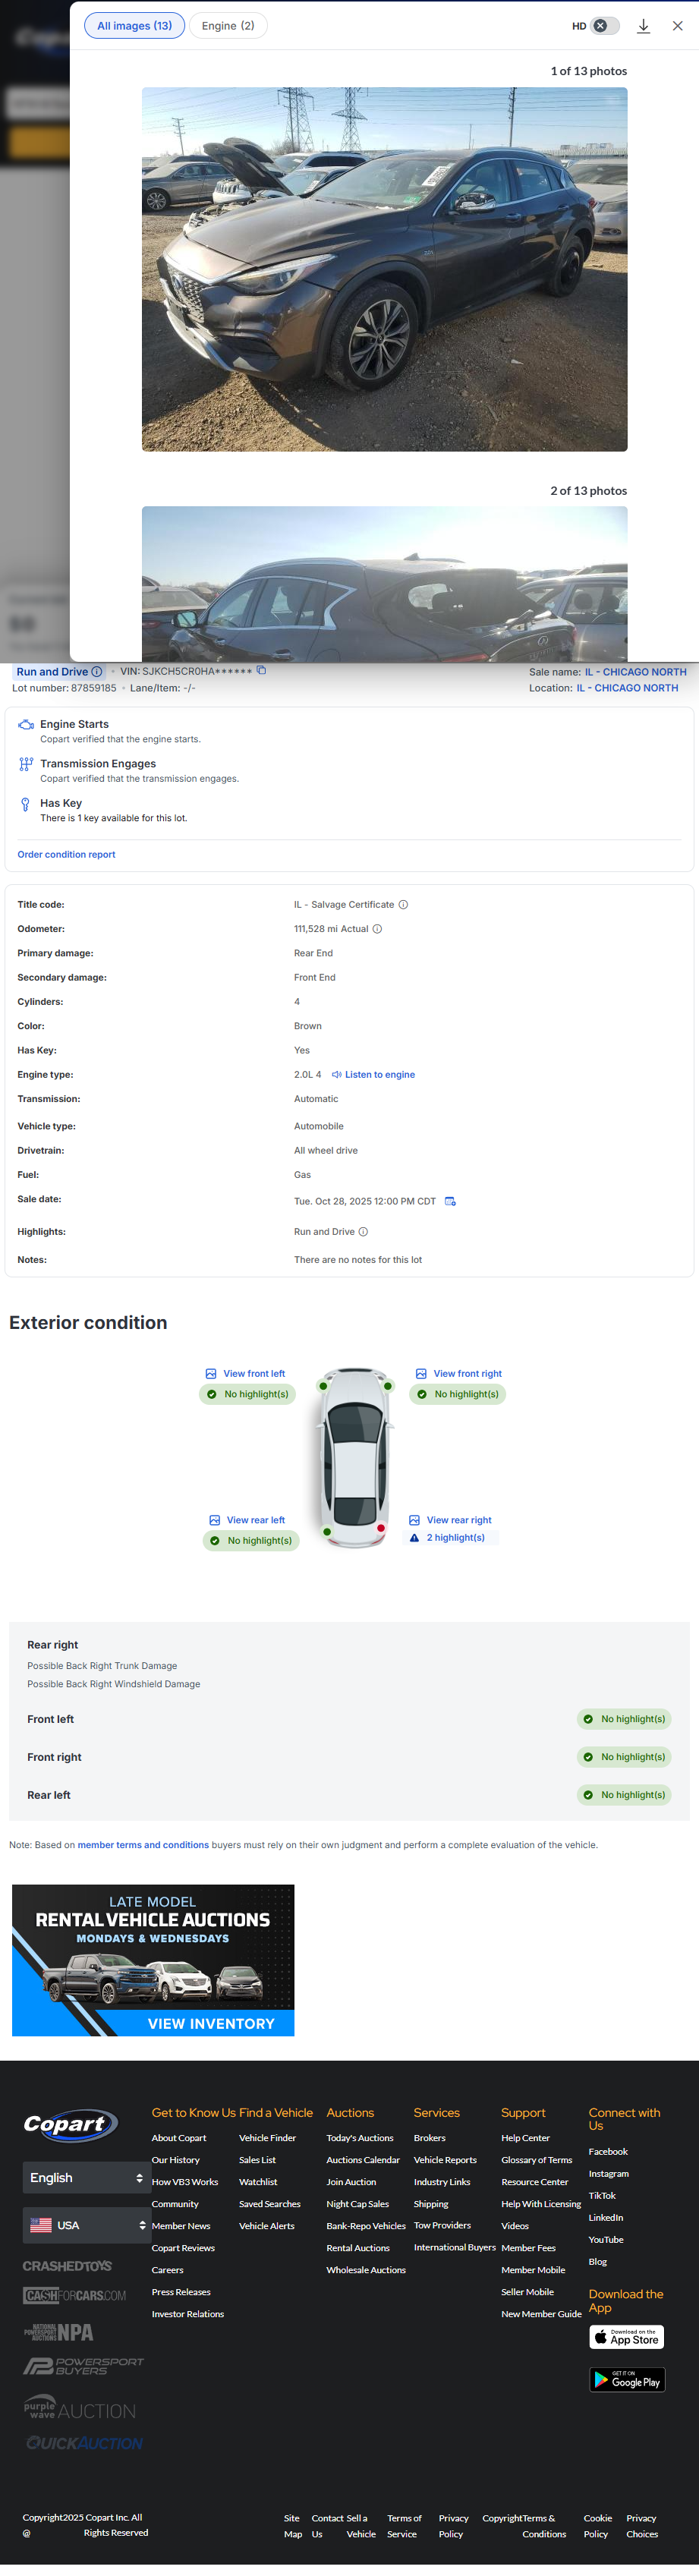 All images (13)
Engine (2)
HD
1 of 13 photos
2 of 13 photos
Run and Drive
VIN: SJKCH5CR0HA******
Sale name: IL - CHICAGO NORTH
Lot number: 87859185 • Lane/Item: -/-
Location: IL - CHICAGO NORTH
Engine Starts
Copart verified that the engine starts.
Transmission Engages
Copart verified that the transmission engages.
Has Key
There is 1 key available for this lot.
Order condition report
Title code: IL - Salvage Certificate
Odometer: 111,528 mi Actual
Primary damage: Rear End
Secondary damage: Front End
Cylinders: 4
Color: Brown
Has Key: Yes
Engine type: 2.0L 4 Listen to engine
Transmission: Automatic
Vehicle type: Automobile
Drivetrain: All wheel drive
Fuel: Gas
Sale date: Tue. Oct 28, 2025 12:00 PM CDT
Highlights: Run and Drive
Notes: There are no notes for this lot
Exterior condition
View front left
View front right
No highlight(s)
No highlight(s)
View rear left
View rear right
No highlight(s)
2 highlight(s)
Rear right
Possible Back Right Trunk Damage
Possible Back Right Windshield Damage
Front left No highlight(s)
Front right No highlight(s)
Rear left No highlight(s)
Note: Based on member terms and conditions buyers must rely on their own judgment and perform a complete evaluation of the vehicle.
LATE MODEL
RENTAL VEHICLE AUCTIONS
MONDAYS & WEDNESDAYS
VIEW INVENTORY
Copart
English
USA
CRASHEDTOYS
CASHFORCARS.COM
NATIONAL POWERSPORT AUCTIONS NPA
POWERSPORT BUYERS
purple wave AUCTION
QUICKAUCTION
Get to Know Us
About Copart
Our History
How VB3 Works
Community
Member News
Copart Reviews
Careers
Press Releases
Investor Relations
Find a Vehicle
Vehicle Finder
Sales List
Watchlist
Saved Searches
Vehicle Alerts
Auctions
Today's Auctions
Auctions Calendar
Join Auction
Night Cap Sales
Bank-Repo Vehicles
Rental Auctions
Wholesale Auctions
Services
Brokers
Vehicle Reports
Industry Links
Shipping
Tow Providers
International Buyers
Support
Help Center
Glossary of Terms
Resource Center
Help With Licensing
Videos
Member Fees
Member Mobile
Seller Mobile
New Member Guide
Connect with
Us
Facebook
Instagram
TikTok
LinkedIn
YouTube
Blog
Download the
App
Download on the
App Store
GET IT ON
Google Play
Copyright2025 Copart Inc. All
@ Rights Reserved
Site
Map
Contact
Us
Sell a
Vehicle
Terms of
Service
Privacy
Policy
Copyright
Terms &
Conditions
Cookie
Policy
Privacy
Choices